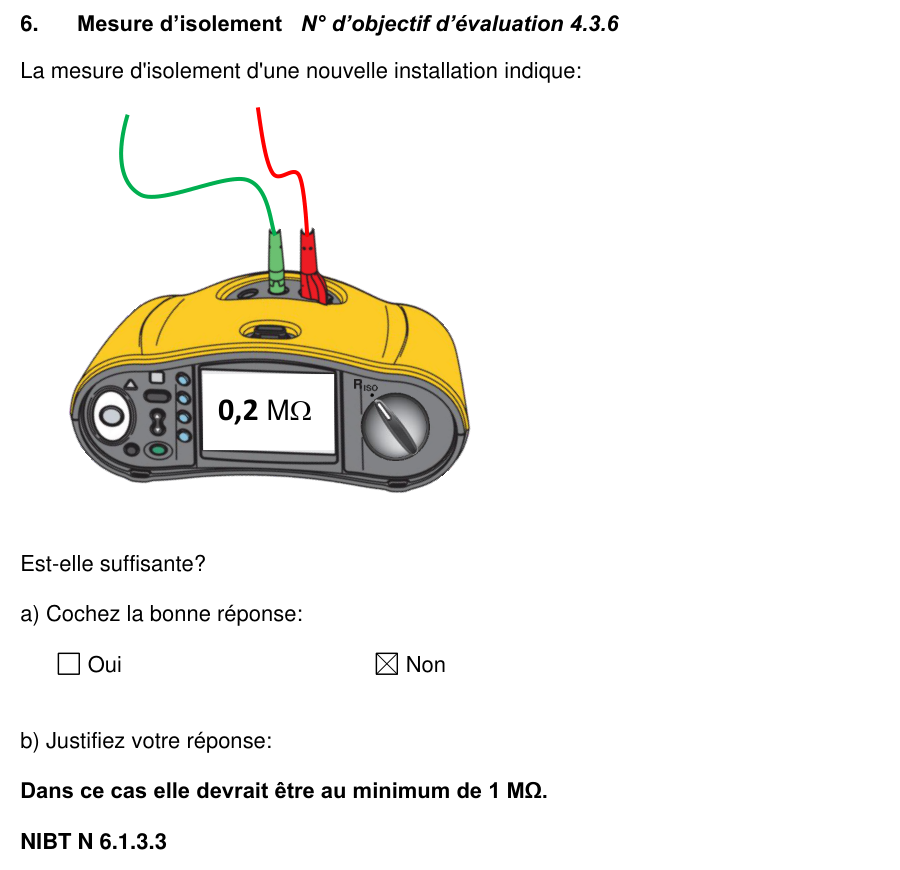 6. Mesure d’isolement N° d’objectif d’évaluation 4.3.6
La mesure d'isolement d'une nouvelle installation indique:
RISO
0,2 MΩ
Est-elle suffisante?
a) Cochez la bonne réponse:
Oui Non
b) Justifiez votre réponse:
Dans ce cas elle devrait être au minimum de 1 MΩ.
NIBT N 6.1.3.3